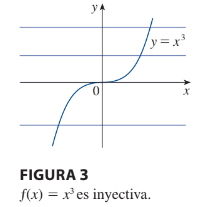 y
y = x³
0
x
FIGURA 3
f(x) = x³ es inyectiva.